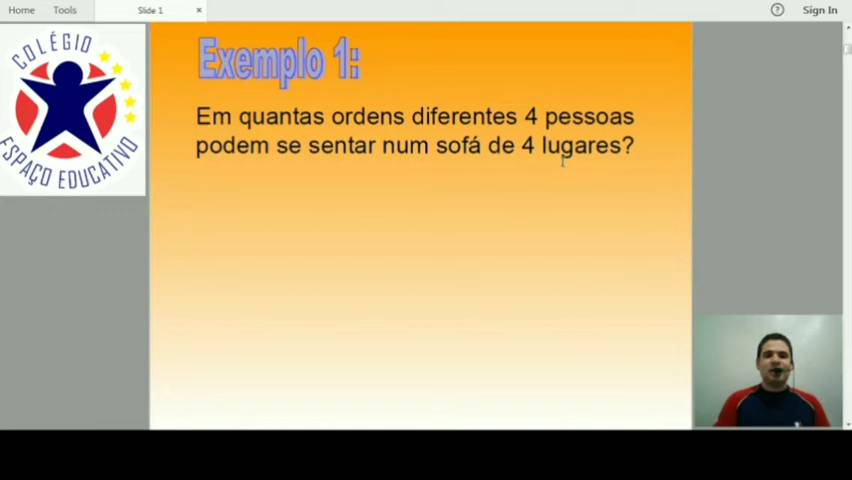 Home
Tools
Slide 1
×
?
Sign In
COLÉGIO
ESPAÇO EDUCATIVO
Exemplo 1:
Em quantas ordens diferentes 4 pessoas
podem se sentar num sofá de 4 lugares?